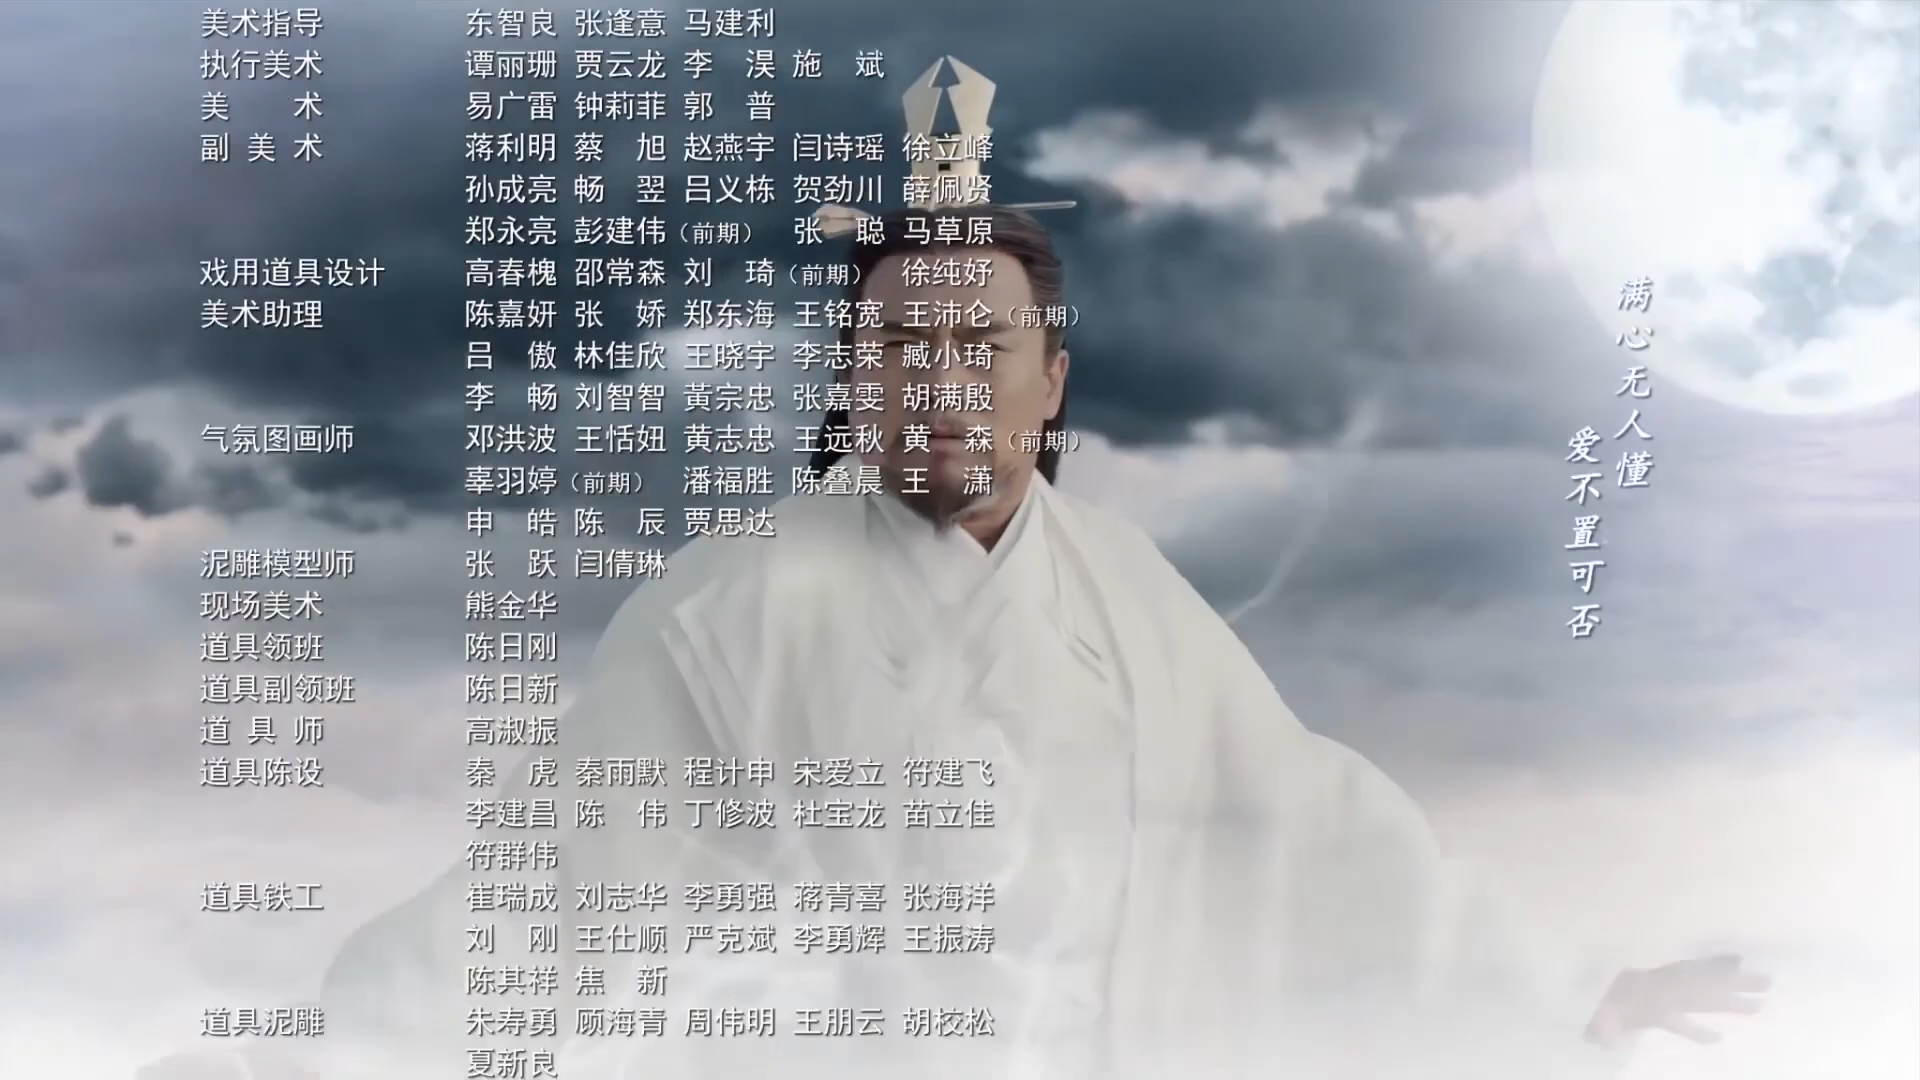 美术指导 东智良 张逢意 马建利
执行美术 谭丽珊 贾云龙 李 淏 施 斌
美 术 易广雷 钟莉菲 郭 普
副 美 术 蒋利明 蔡 旭 赵燕宇 闫诗瑶 徐立峰
孙成亮 畅 翌 吕义栋 贺劲川 薛佩贤
郑永亮 彭建伟（前期） 张 聪 马草原
戏用道具设计 高春槐 邵常森 刘 琦（前期） 徐纯妤
美术助理 陈嘉妍 张 娇 郑东海 王铭宽 王沛仑（前期）
吕 傲 林佳欣 王晓宇 李志荣 臧小琦
李 畅 刘智智 黄宗忠 张嘉雯 胡满殷
气氛图画师 邓洪波 王恬妞 黄志忠 王远秋 黄 森（前期）
辜羽婷（前期） 潘福胜 陈叠晨 王 潇
申 皓 陈 辰 贾思达
泥雕模型师 张 跃 闫倩琳
现场美术 熊金华
道具领班 陈日刚
道具副领班 陈日新
道 具 师 高淑振
道具陈设 秦 虎 秦雨默 程计申 宋爱立 符建飞
李建昌 陈 伟 丁修波 杜宝龙 苗立佳
符群伟
道具铁工 崔瑞成 刘志华 李勇强 蒋青喜 张海洋
刘 刚 王仕顺 严克斌 李勇辉 王振涛
陈其祥 焦 新
道具泥雕 朱寿勇 顾海青 周伟明 王朋云 胡校松
夏新良
满心无人懂
爱不置可否